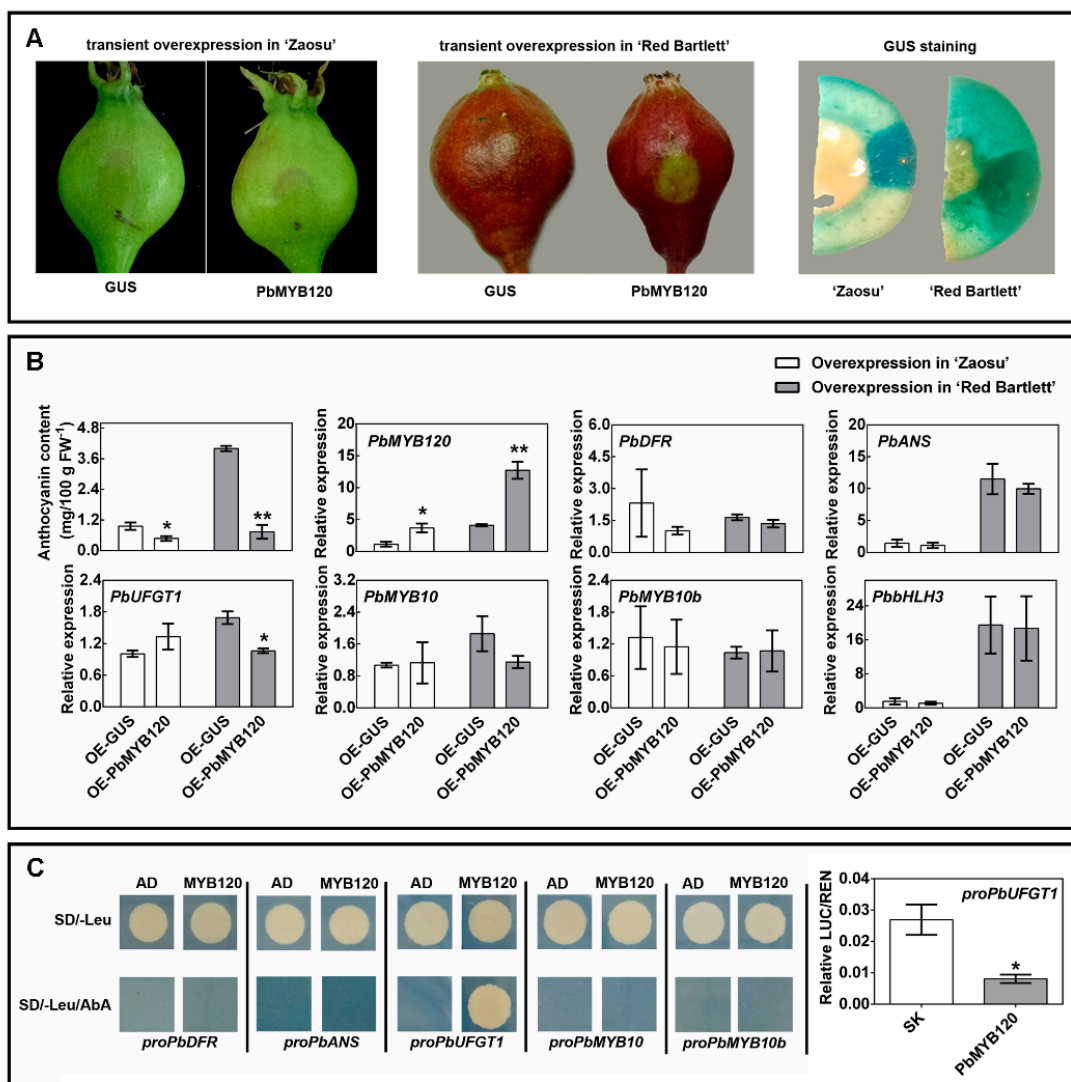 A
transient overexpression in ‘Zaosu’
transient overexpression in ‘Red Bartlett’
GUS staining
GUS
PbMYB120
GUS
PbMYB120
‘Zaosu’
‘Red Bartlett’
B
Overexpression in ‘Zaosu’
Overexpression in ‘Red Bartlett’
Anthocyanin content
(mg/100 g FW⁻¹)
4.8
3.6
2.4
1.2
0.0
*
**
Relative expression
20
15
10
5
0
PbMYB120
*
**
Relative expression
6.0
4.5
3.0
1.5
0.0
PbDFR
Relative expression
20
15
10
5
0
PbANS
Relative expression
2.4
1.8
1.2
0.6
0.0
PbUFGT1
*
OE-GUS
OE-PbMYB120
OE-GUS
OE-PbMYB120
Relative expression
3.2
2.4
1.6
0.8
0.0
PbMYB10
OE-GUS
OE-PbMYB120
OE-GUS
OE-PbMYB120
Relative expression
2.4
1.8
1.2
0.6
0.0
PbMYB10b
OE-GUS
OE-PbMYB120
OE-GUS
OE-PbMYB120
Relative expression
24
16
8
0
PbbHLH3
OE-GUS
OE-PbMYB120
OE-GUS
OE-PbMYB120
C
AD MYB120 AD MYB120 AD MYB120 AD MYB120 AD MYB120
SD/-Leu
SD/-Leu/AbA
proPbDFR proPbANS proPbUFGT1 proPbMYB10 proPbMYB10b
Relative LUC/REN
0.04
0.03
0.02
0.01
0.00
proPbUFGT1
*
SK
PbMYB120